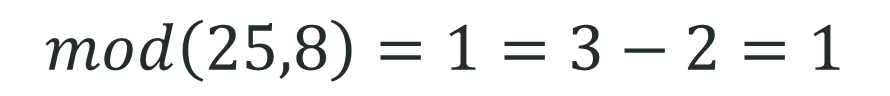 mod(25,8) = 1 = 3 − 2 = 1